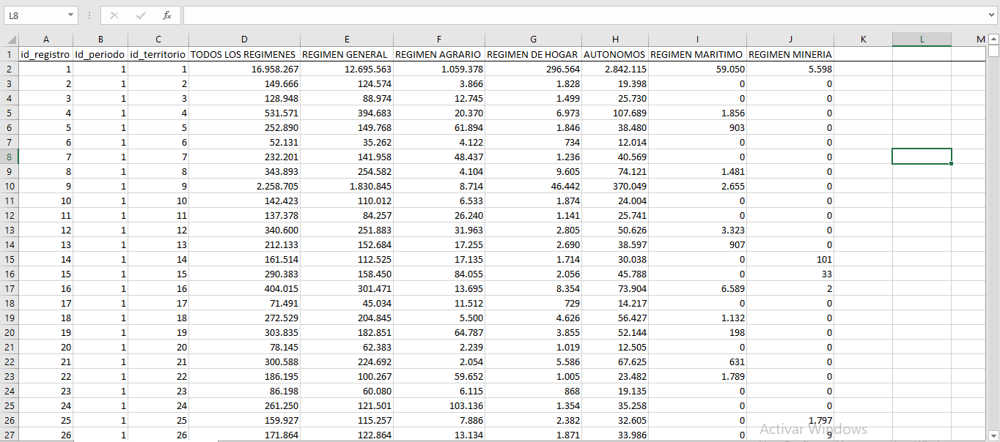 L8 fx
A B C D E F G H I J K L M
1 id_registro Id_periodo id_territorio TODOS LOS REGIMENES REGIMEN GENERAL REGIMEN AGRARIO REGIMEN DE HOGAR AUTONOMOS REGIMEN MARITIMO REGIMEN MINERIA
2 1 1 1 16.958.267 12.695.563 1.059.378 296.564 2.842.115 59.050 5.598
3 2 1 2 149.666 124.574 3.866 1.828 19.398 0 0
4 3 1 3 128.948 88.974 12.745 1.499 25.730 0 0
5 4 1 4 531.571 394.683 20.370 6.973 107.689 1.856 0
6 5 1 5 252.890 149.768 61.894 1.846 38.480 903 0
7 6 1 6 52.131 35.262 4.122 734 12.014 0 0
8 7 1 7 232.201 141.958 48.437 1.236 40.569 0 0
9 8 1 8 343.893 254.582 4.104 9.605 74.121 1.481 0
10 9 1 9 2.258.705 1.830.845 8.714 46.442 370.049 2.655 0
11 10 1 10 142.423 110.012 6.533 1.874 24.004 0 0
12 11 1 11 137.378 84.257 26.240 1.141 25.741 0 0
13 12 1 12 340.600 251.883 31.963 2.805 50.626 3.323 0
14 13 1 13 212.133 152.684 17.255 2.690 38.597 907 0
15 14 1 14 161.514 112.525 17.135 1.714 30.038 0 101
16 15 1 15 290.383 158.450 84.055 2.056 45.788 0 33
17 16 1 16 404.015 301.471 13.695 8.354 73.904 6.589 2
18 17 1 17 71.491 45.034 11.512 729 14.217 0 0
19 18 1 18 272.529 204.845 5.500 4.626 56.427 1.132 0
20 19 1 19 303.835 182.851 64.787 3.855 52.144 198 0
21 20 1 20 78.145 62.383 2.239 1.019 12.505 0 0
22 21 1 21 300.588 224.692 2.054 5.586 67.625 631 0
23 22 1 22 186.195 100.267 59.652 1.005 23.482 1.789 0
24 23 1 23 86.198 60.080 6.115 868 19.135 0 0
25 24 1 24 261.250 121.501 103.136 1.354 35.258 0 0
26 25 1 25 159.927 115.257 7.886 2.382 32.605 0 1.797
Activar Windows
27 26 1 26 171.864 122.864 13.134 1.871 33.986 0 9